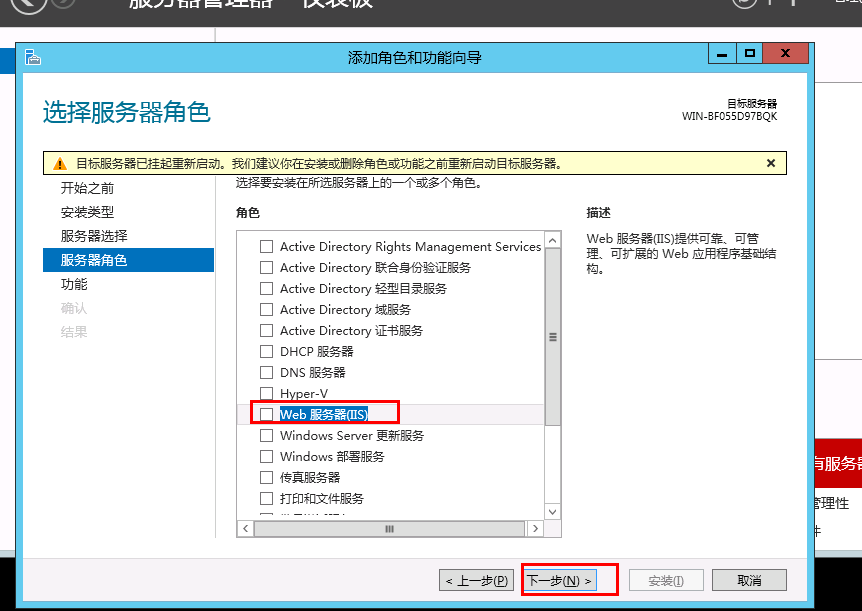 服务器管理器 仪表板
添加角色和功能向导
选择服务器角色
目标服务器
WIN-BF055D97BQK
目标服务器已挂起重新启动。我们建议你在安装或删除角色或功能之前重新启动目标服务器。
开始之前
安装类型
服务器选择
服务器角色
功能
确认
结果
选择要安装在所选服务器上的一个或多个角色。
角色
Active Directory Rights Management Services
Active Directory 联合身份验证服务
Active Directory 轻型目录服务
Active Directory 域服务
Active Directory 证书服务
DHCP 服务器
DNS 服务器
Hyper-V
Web 服务器(IIS)
Windows Server 更新服务
Windows 部署服务
传真服务器
打印和文件服务
描述
Web 服务器(IIS)提供可靠、可管
理、可扩展的 Web 应用程序基础结
构。
有服务器
管理性
件
< 上一步(P)
下一步(N) >
安装(I)
取消